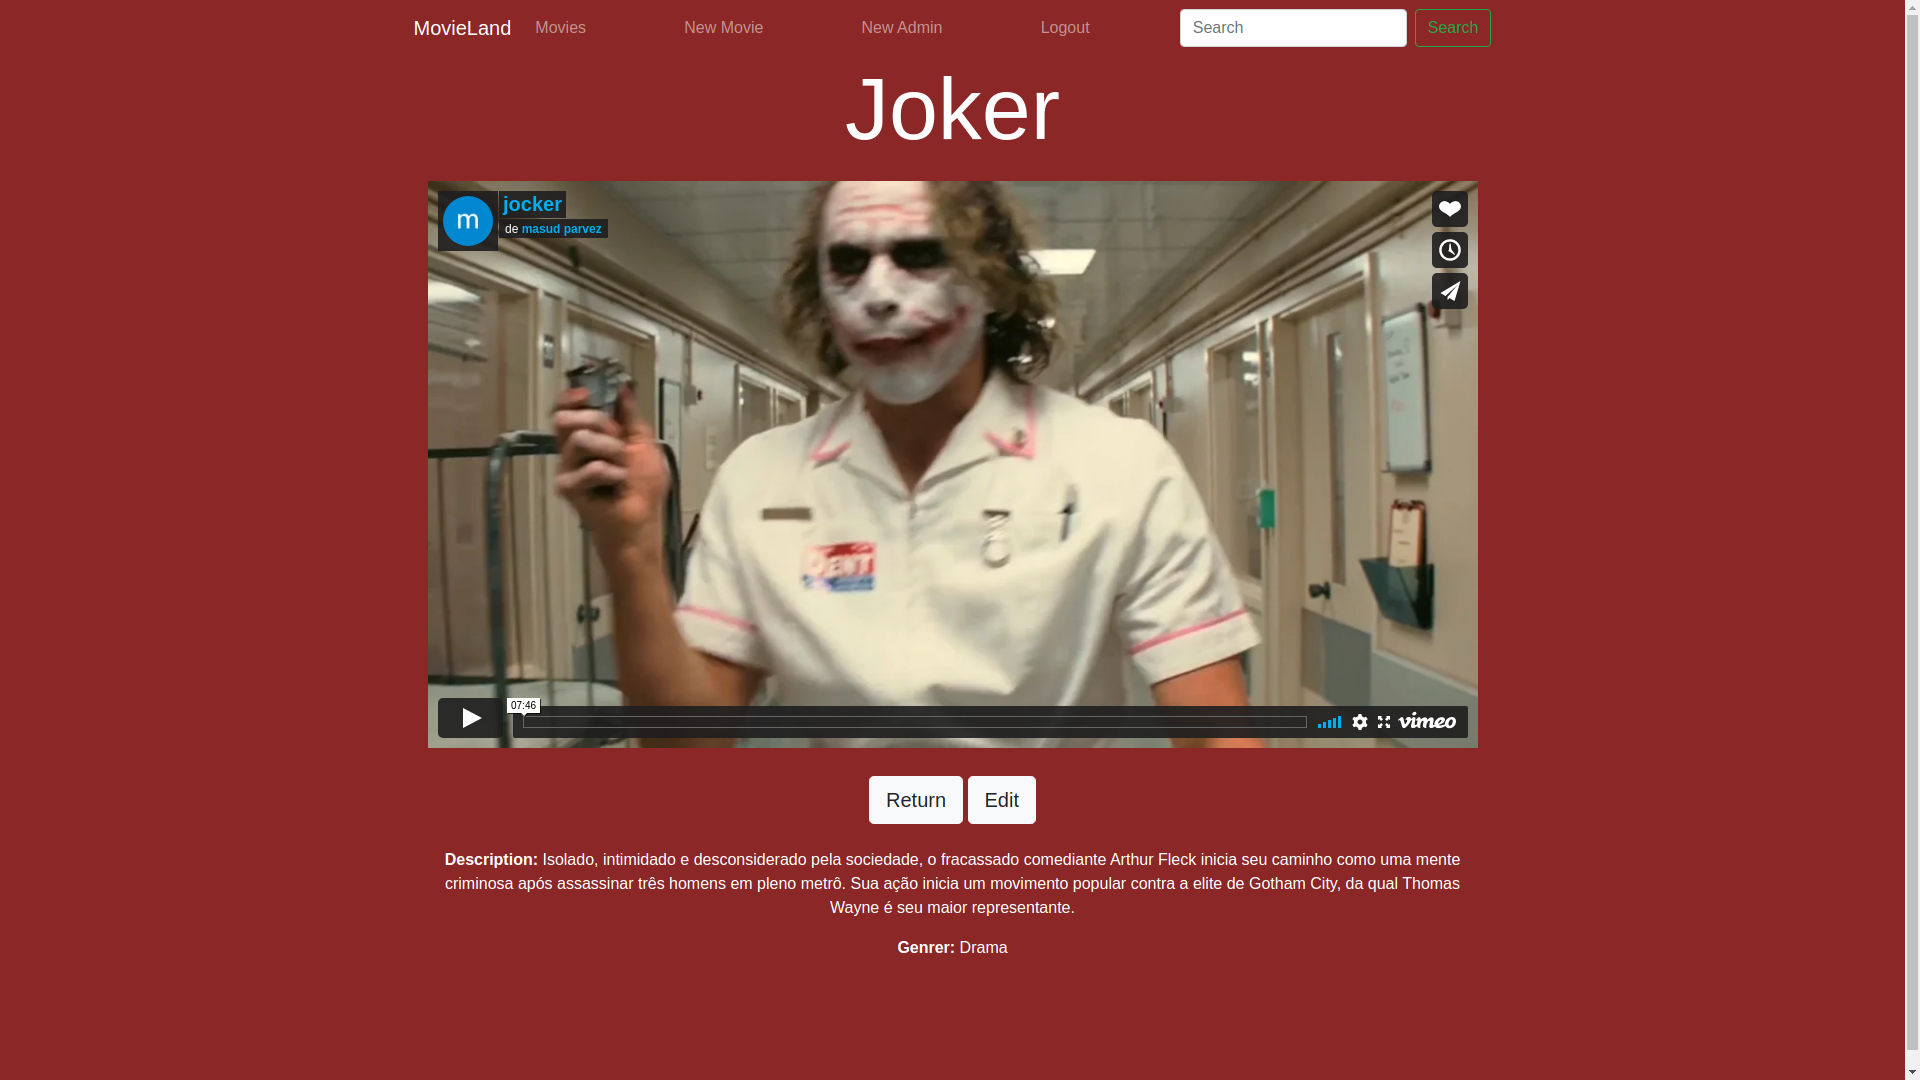 MovieLand Movies New Movie New Admin Logout Search Search
Joker
m
jocker
de masud parvez
DENT
07:46
vimeo
Return Edit
Description: Isolado, intimidado e desconsiderado pela sociedade, o fracassado comediante Arthur Fleck inicia seu caminho como uma mente
criminosa após assassinar três homens em pleno metrô. Sua ação inicia um movimento popular contra a elite de Gotham City, da qual Thomas
Wayne é seu maior representante.
Genrer: Drama